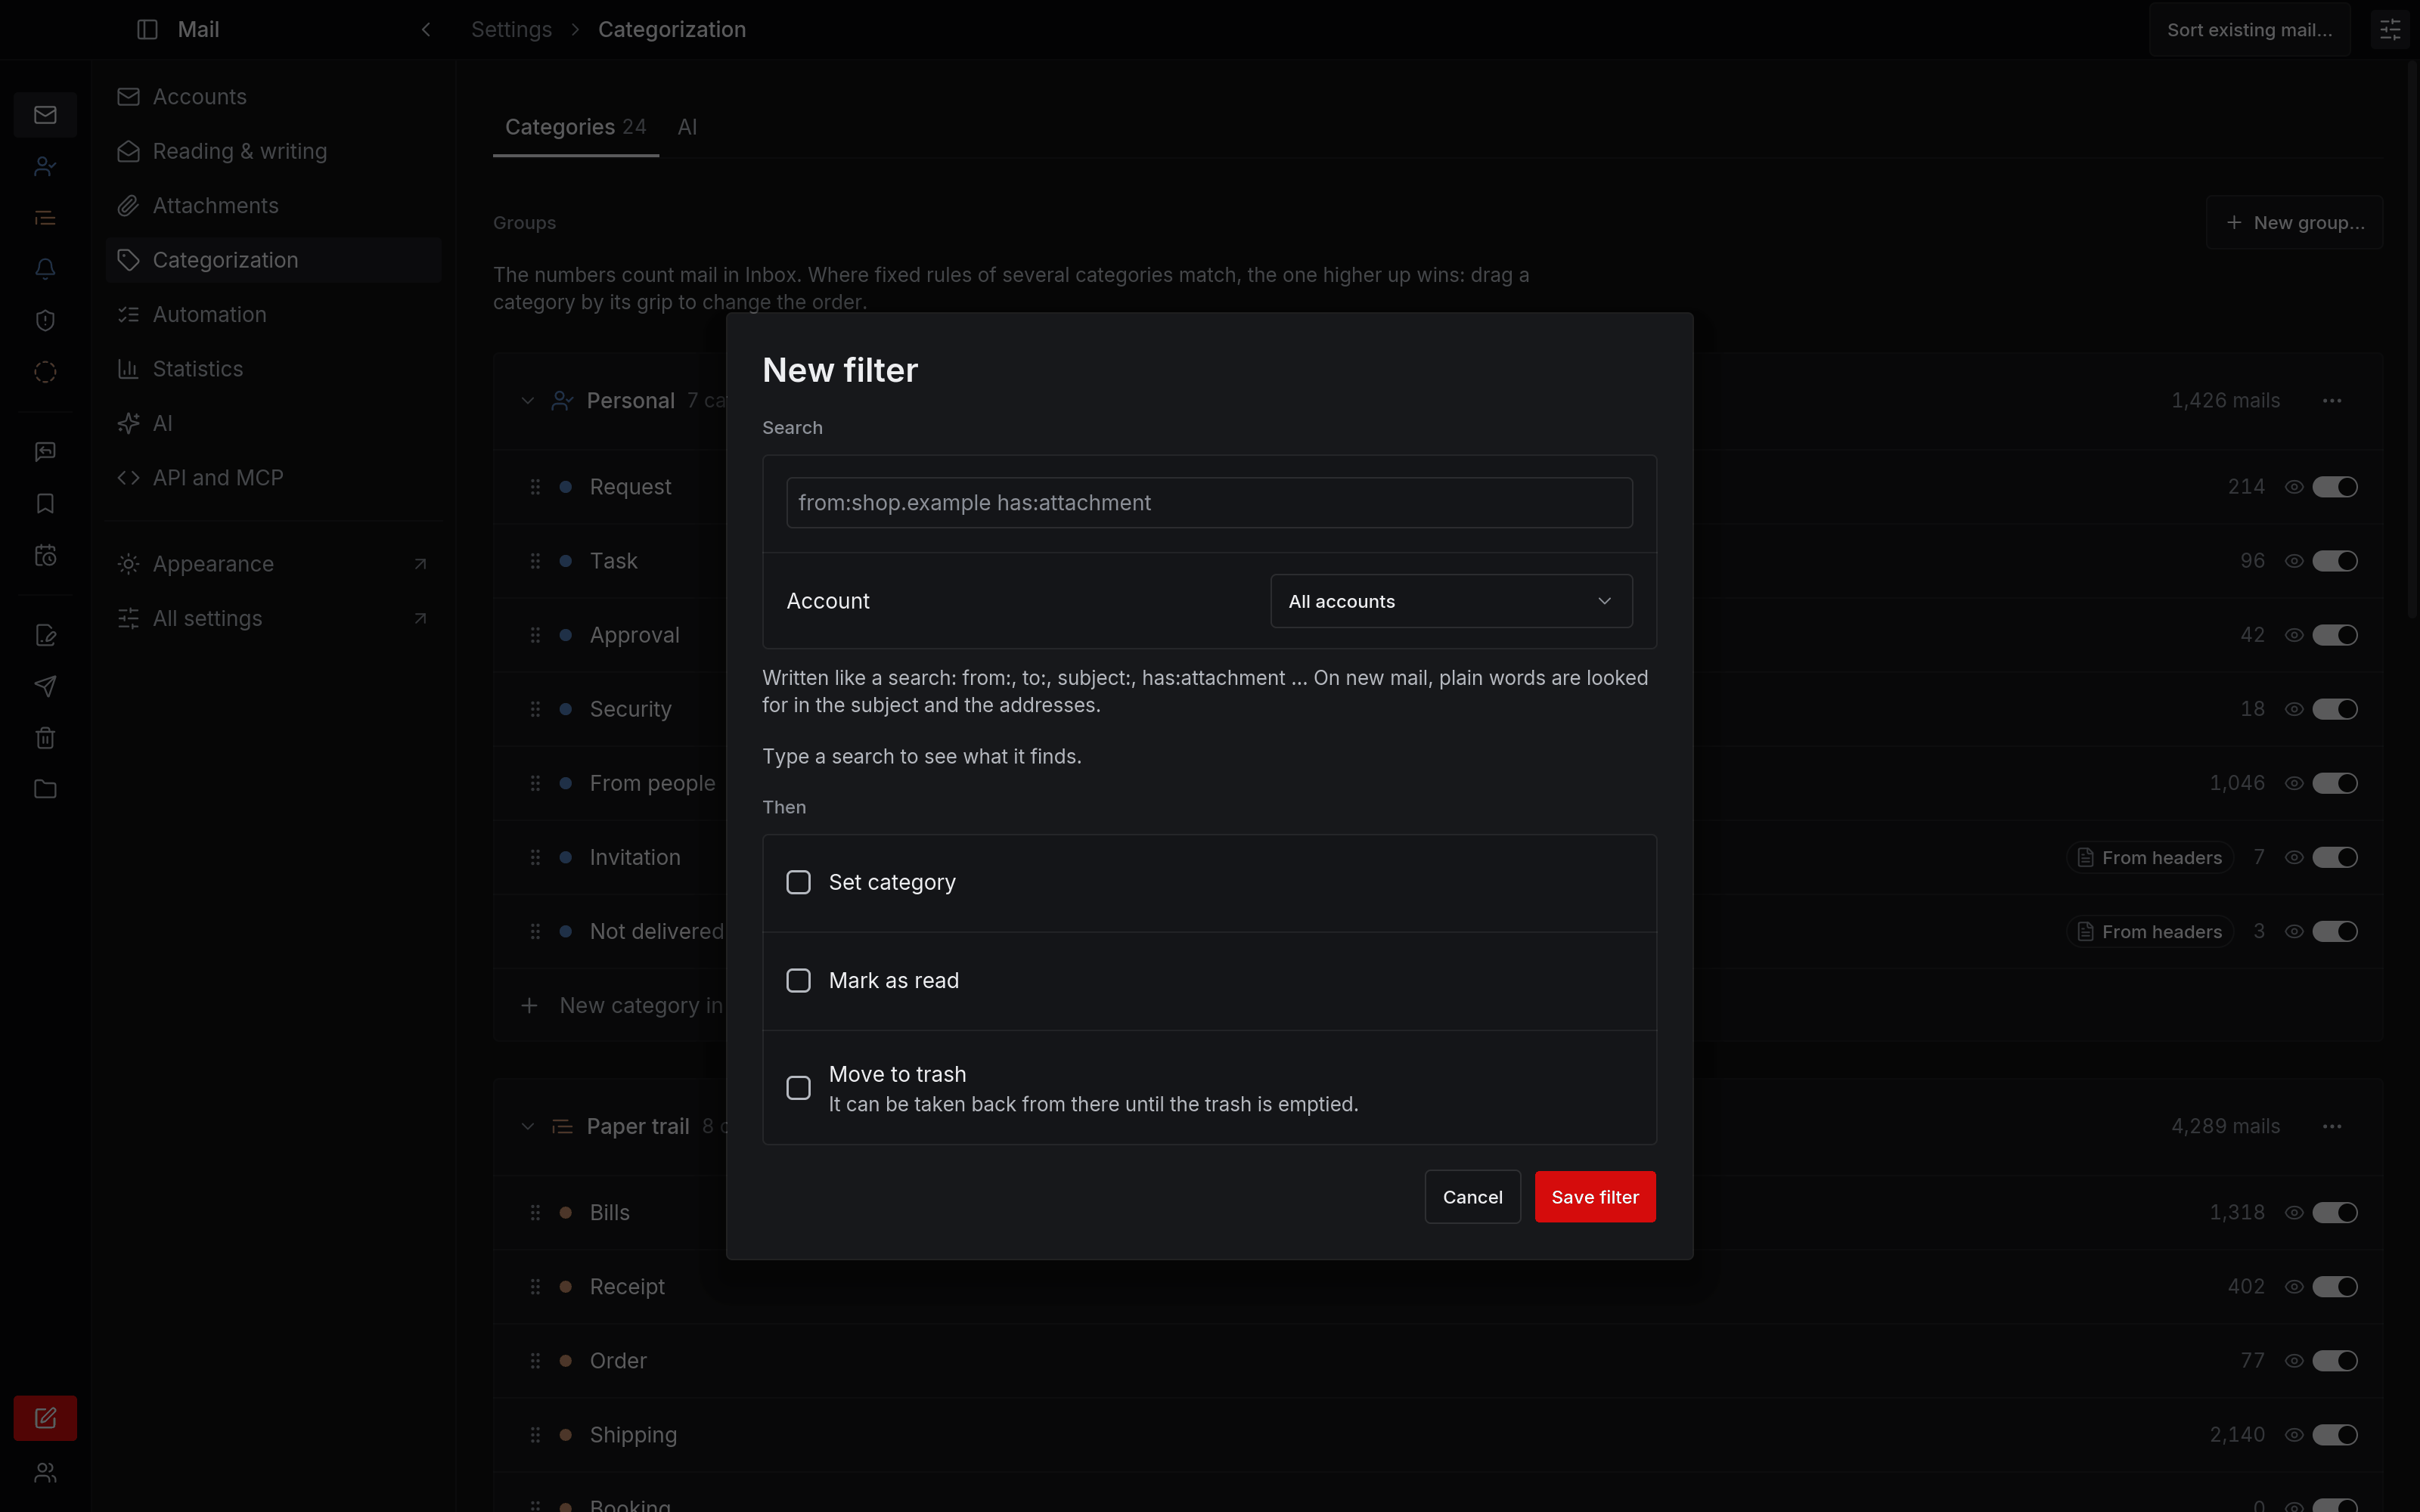 Mail
Settings > Categorization
Sort existing mail...
Accounts
Reading & writing
Attachments
Categorization
Automation
Statistics
AI
API and MCP
Appearance
All settings
Categories 24
AI
Groups
New group...
The numbers count mail in Inbox. Where fixed rules of several categories match, the one higher up wins: drag a
category by its grip to change the order.
Personal 7 ca
1,426 mails
Request
214
Task
96
Approval
42
Security
18
From people
1,046
Invitation
From headers 7
Not delivered
From headers 3
New category in
Paper trail 8 c
4,289 mails
Bills
1,318
Receipt
402
Order
77
Shipping
2,140
Booking
0
New filter
Search
from:shop.example has:attachment
Account
All accounts
Written like a search: from:, to:, subject:, has:attachment ... On new mail, plain words are looked
for in the subject and the addresses.
Type a search to see what it finds.
Then
Set category
Mark as read
Move to trash
It can be taken back from there until the trash is emptied.
Cancel
Save filter